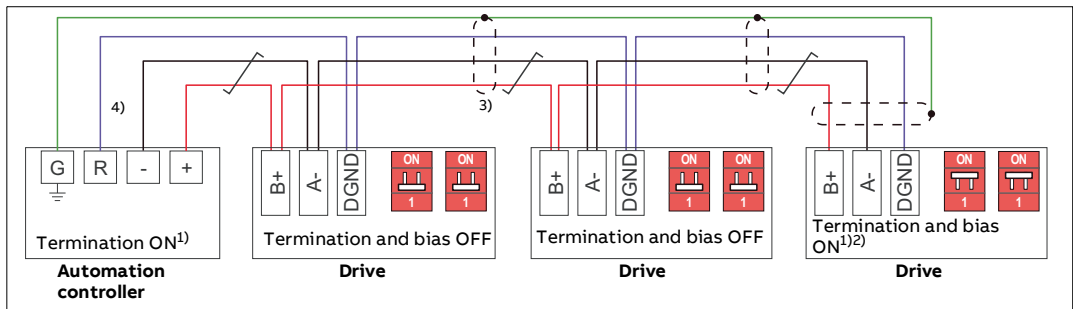 4)
3)
G R - +
B+ A- DGND
ON ON
1 1
B+ A- DGND
ON ON
1 1
B+ A- DGND
ON ON
1 1
Termination ON1)
Termination and bias OFF
Termination and bias OFF
Termination and bias
ON1)2)
Automation
controller
Drive
Drive
Drive